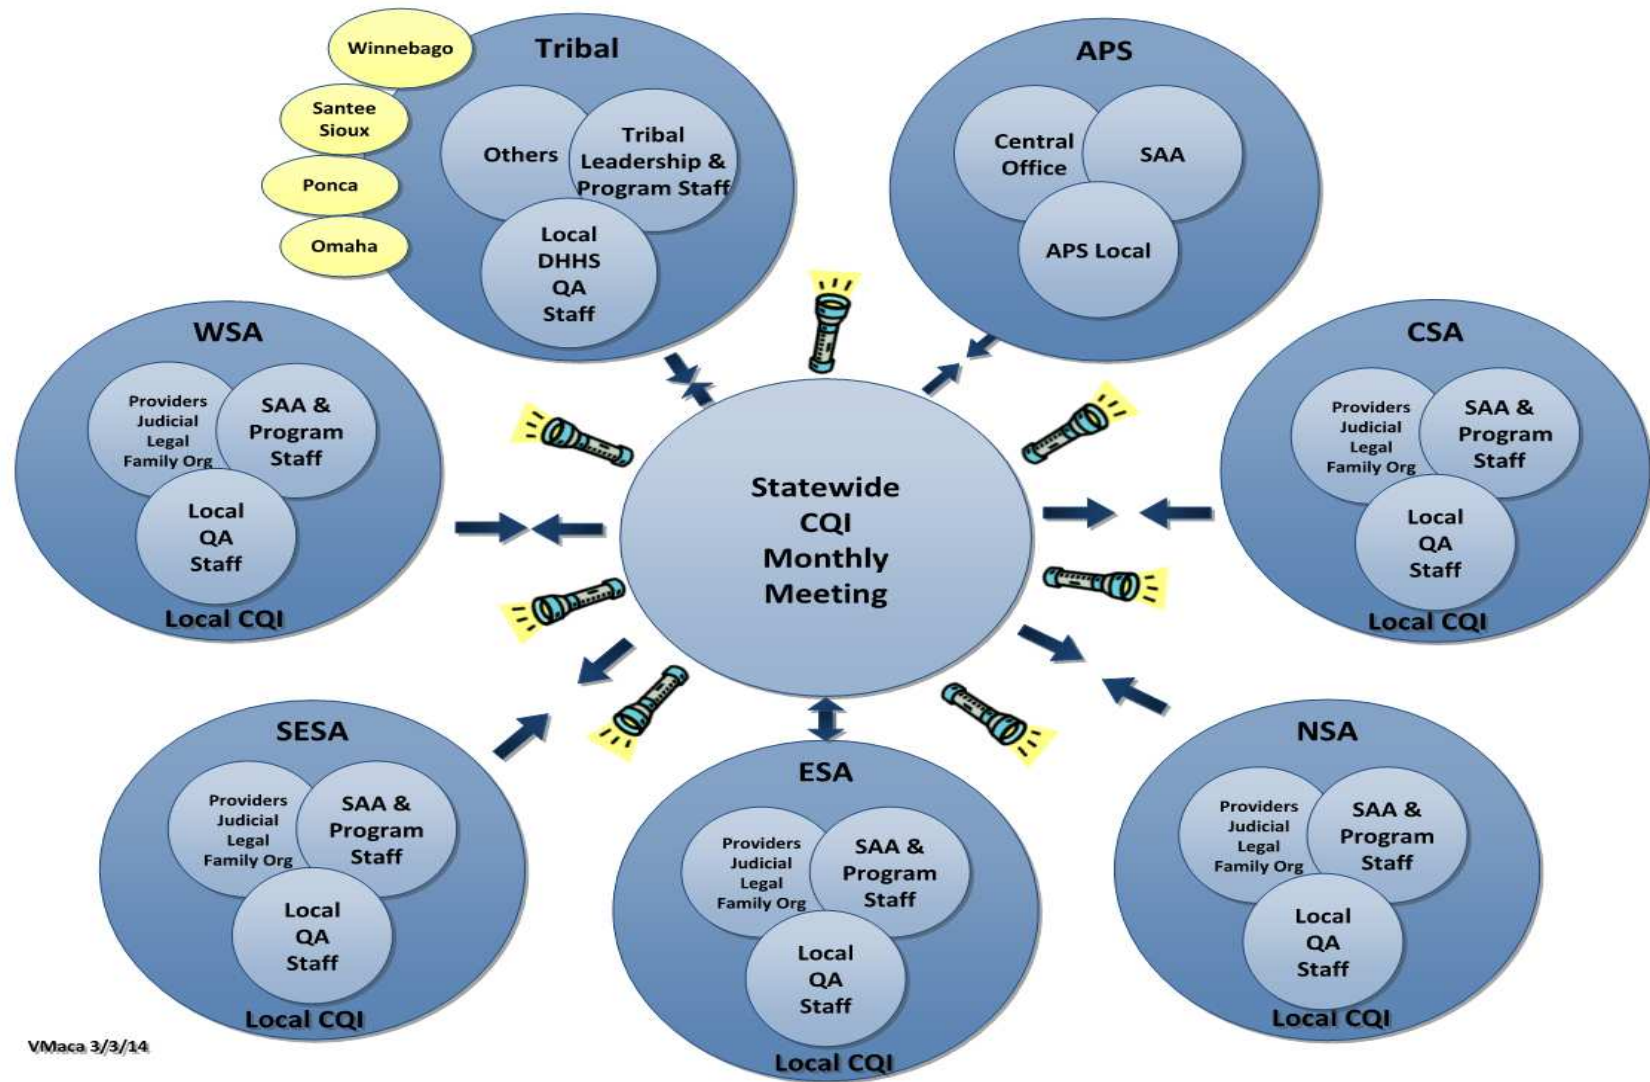 Winnebago
Santee
Sioux
Ponca
Omaha
Tribal
Others
Tribal
Leadership &
Program Staff
Local
DHHS
QA
Staff
APS
Central
Office
SAA
APS Local
WSA
Providers
Judicial
Legal
Family Org
SAA &
Program
Staff
Local
QA
Staff
Local CQI
Statewide
CQI
Monthly
Meeting
CSA
Providers
Judicial
Legal
Family Org
SAA &
Program
Staff
Local
QA
Staff
Local CQI
SESA
Providers
Judicial
Legal
Family Org
SAA &
Program
Staff
Local
QA
Staff
Local CQI
ESA
Providers
Judicial
Legal
Family Org
SAA &
Program
Staff
Local
QA
Staff
Local CQI
NSA
Providers
Judicial
Legal
Family Org
SAA &
Program
Staff
Local
QA
Staff
Local CQI
VMaca 3/3/14